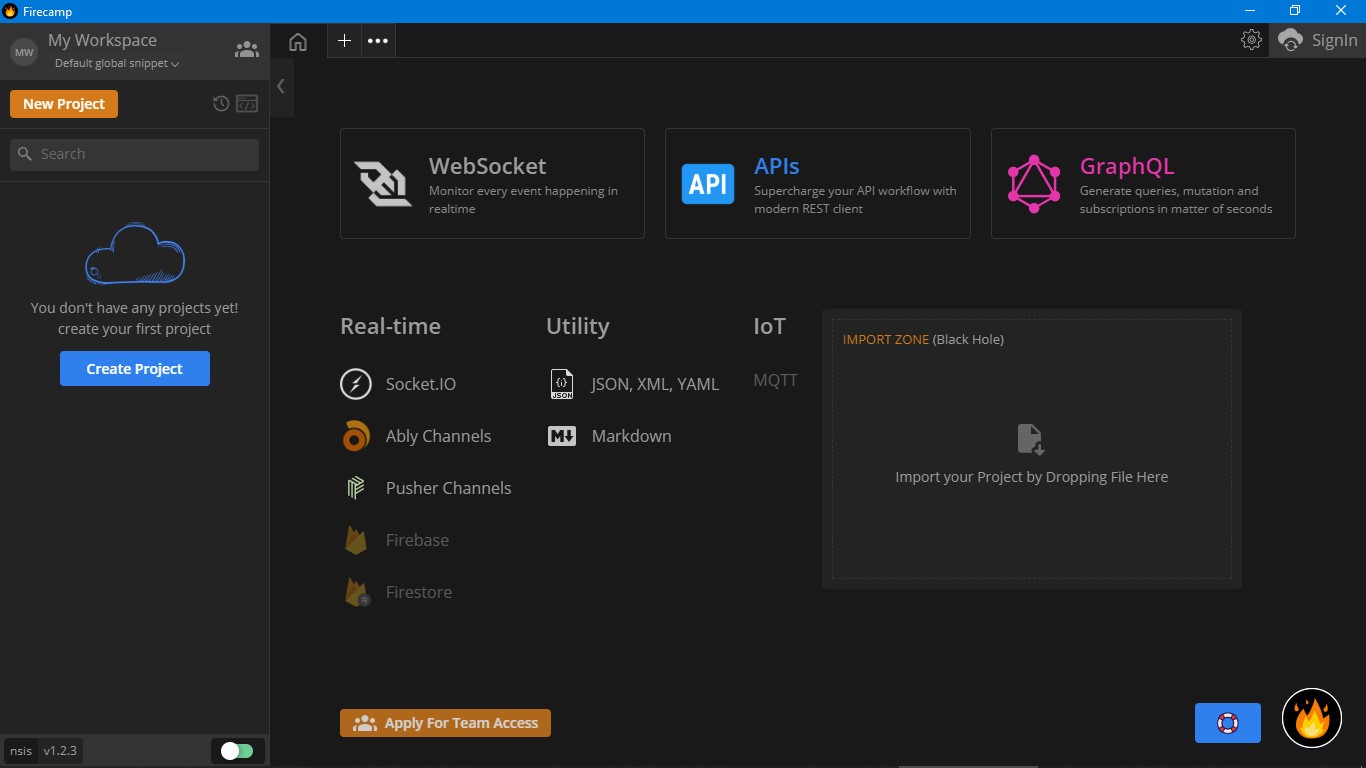 Firecamp
MW
My Workspace
Default global snippet
SignIn
New Project
Search
You don't have any projects yet!
create your first project
Create Project
WebSocket
Monitor every event happening in
realtime
API
APIs
Supercharge your API workflow with
modern REST client
GraphQL
Generate queries, mutation and
subscriptions in matter of seconds
Real-time
Socket.IO
Ably Channels
Pusher Channels
Firebase
Firestore
Utility
{i}
JSON
JSON, XML, YAML
M
Markdown
IoT
MQTT
IMPORT ZONE (Black Hole)
Import your Project by Dropping File Here
Apply For Team Access
nsis v1.2.3